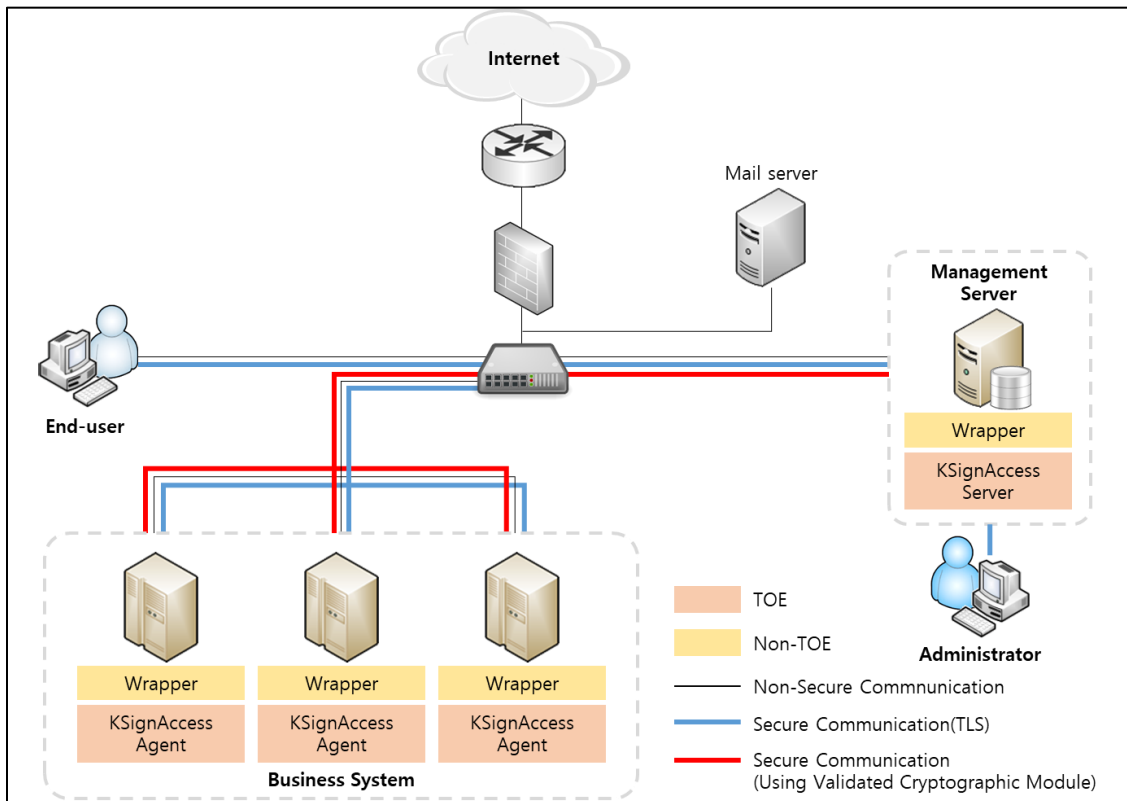 Internet
Mail server
Management
Server
Wrapper
KSignAccess
Server
End-user
Administrator
Wrapper
KSignAccess
Agent
Wrapper
KSignAccess
Agent
Wrapper
KSignAccess
Agent
Business System
TOE
Non-TOE
Non-Secure Commnunication
Secure Communication(TLS)
Secure Communication
(Using Validated Cryptographic Module)